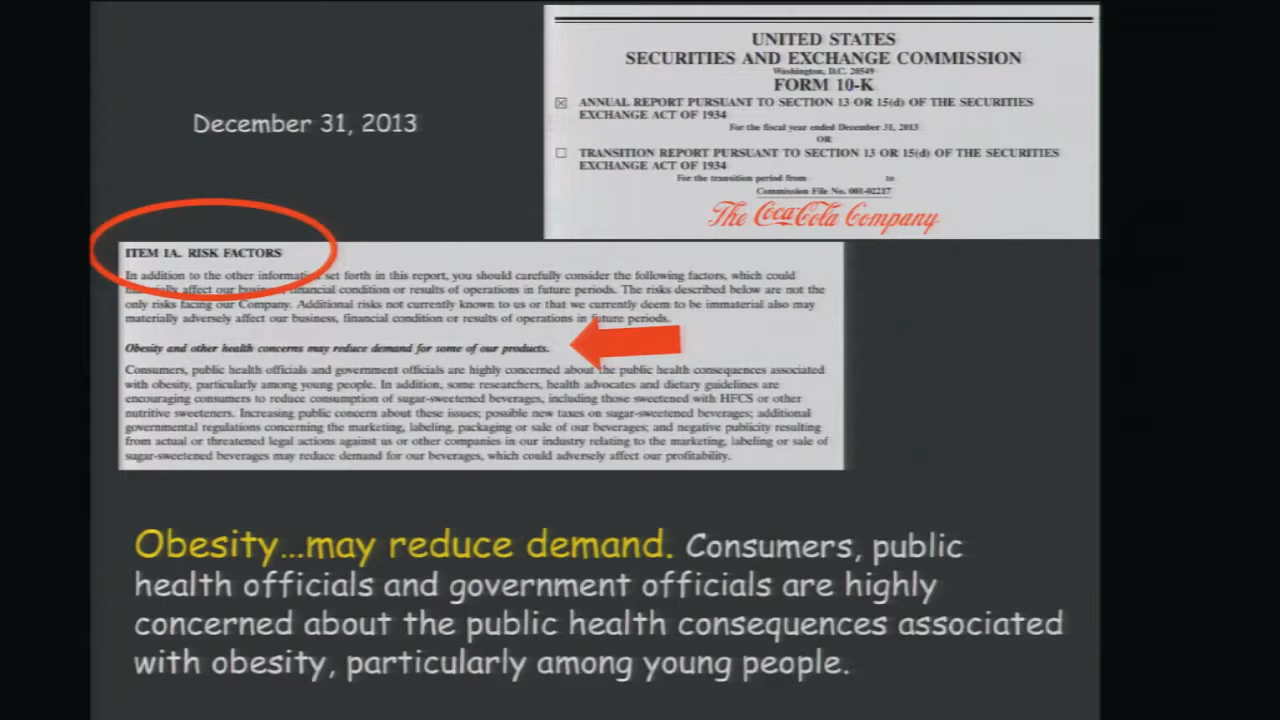 UNITED STATES
SECURITIES AND EXCHANGE COMMISSION
Washington, D.C. 20549
FORM 10-K
☒ ANNUAL REPORT PURSUANT TO SECTION 13 OR 15(d) OF THE SECURITIES
EXCHANGE ACT OF 1934
For the fiscal year ended December 31, 2013
OR
☐ TRANSITION REPORT PURSUANT TO SECTION 13 OR 15(d) OF THE SECURITIES
EXCHANGE ACT OF 1934
For the transition period from to
Commission File No. 001-02217
The Coca-Cola Company
December 31, 2013
ITEM 1A. RISK FACTORS
In addition to the other information set forth in this report, you should carefully consider the following factors, which could
materially affect our business, financial condition or results of operations in future periods. The risks described below are not the
only risks facing our Company. Additional risks not currently known to us or that we currently deem to be immaterial also may
materially adversely affect our business, financial condition or results of operations in future periods.
Obesity and other health concerns may reduce demand for some of our products.
Consumers, public health officials and government officials are highly concerned about the public health consequences associated
with obesity, particularly among young people. In addition, some researchers, health advocates and dietary guidelines are
encouraging consumers to reduce consumption of sugar-sweetened beverages, including those sweetened with HFCS or other
nutritive sweeteners. Increasing public concern about these issues; possible new taxes on sugar-sweetened beverages; additional
governmental regulations concerning the marketing, labeling, packaging or sale of our beverages; and negative publicity resulting
from actual or threatened legal actions against us or other companies in our industry relating to the marketing, labeling or sale of
sugar-sweetened beverages may reduce demand for our beverages, which could adversely affect our profitability.
Obesity...may reduce demand. Consumers, public
health officials and government officials are highly
concerned about the public health consequences associated
with obesity, particularly among young people.